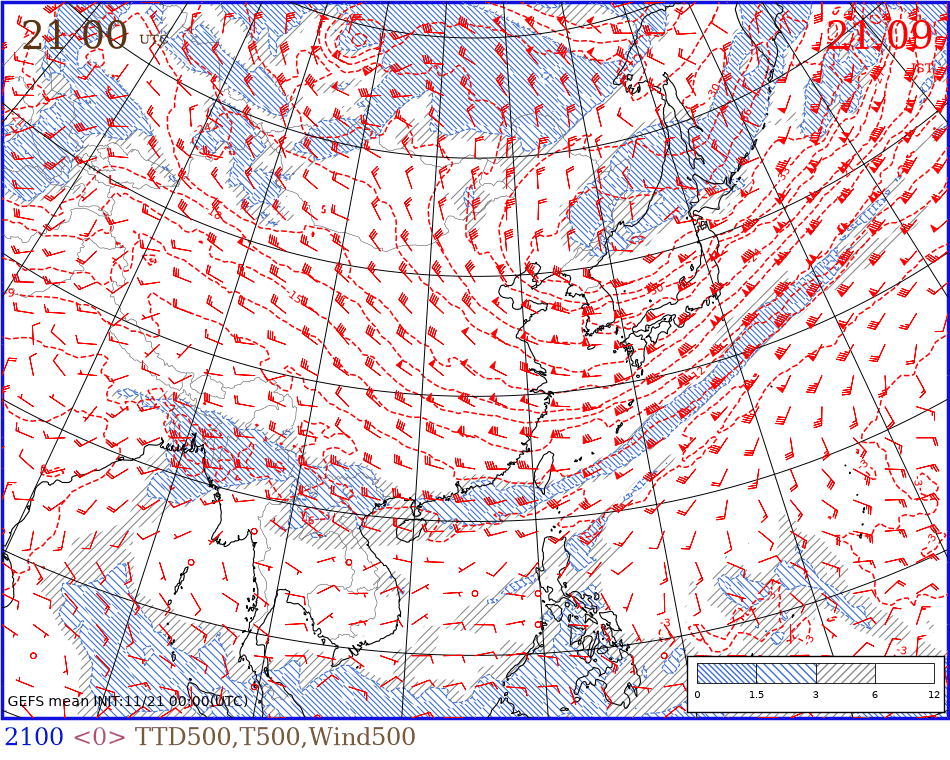 21 00 UTC
21 09
JST
GEFS mean INIT:11/21 00:00(UTC)
0 1.5 3 6 12
2100 <0> TTD500,T500,Wind500